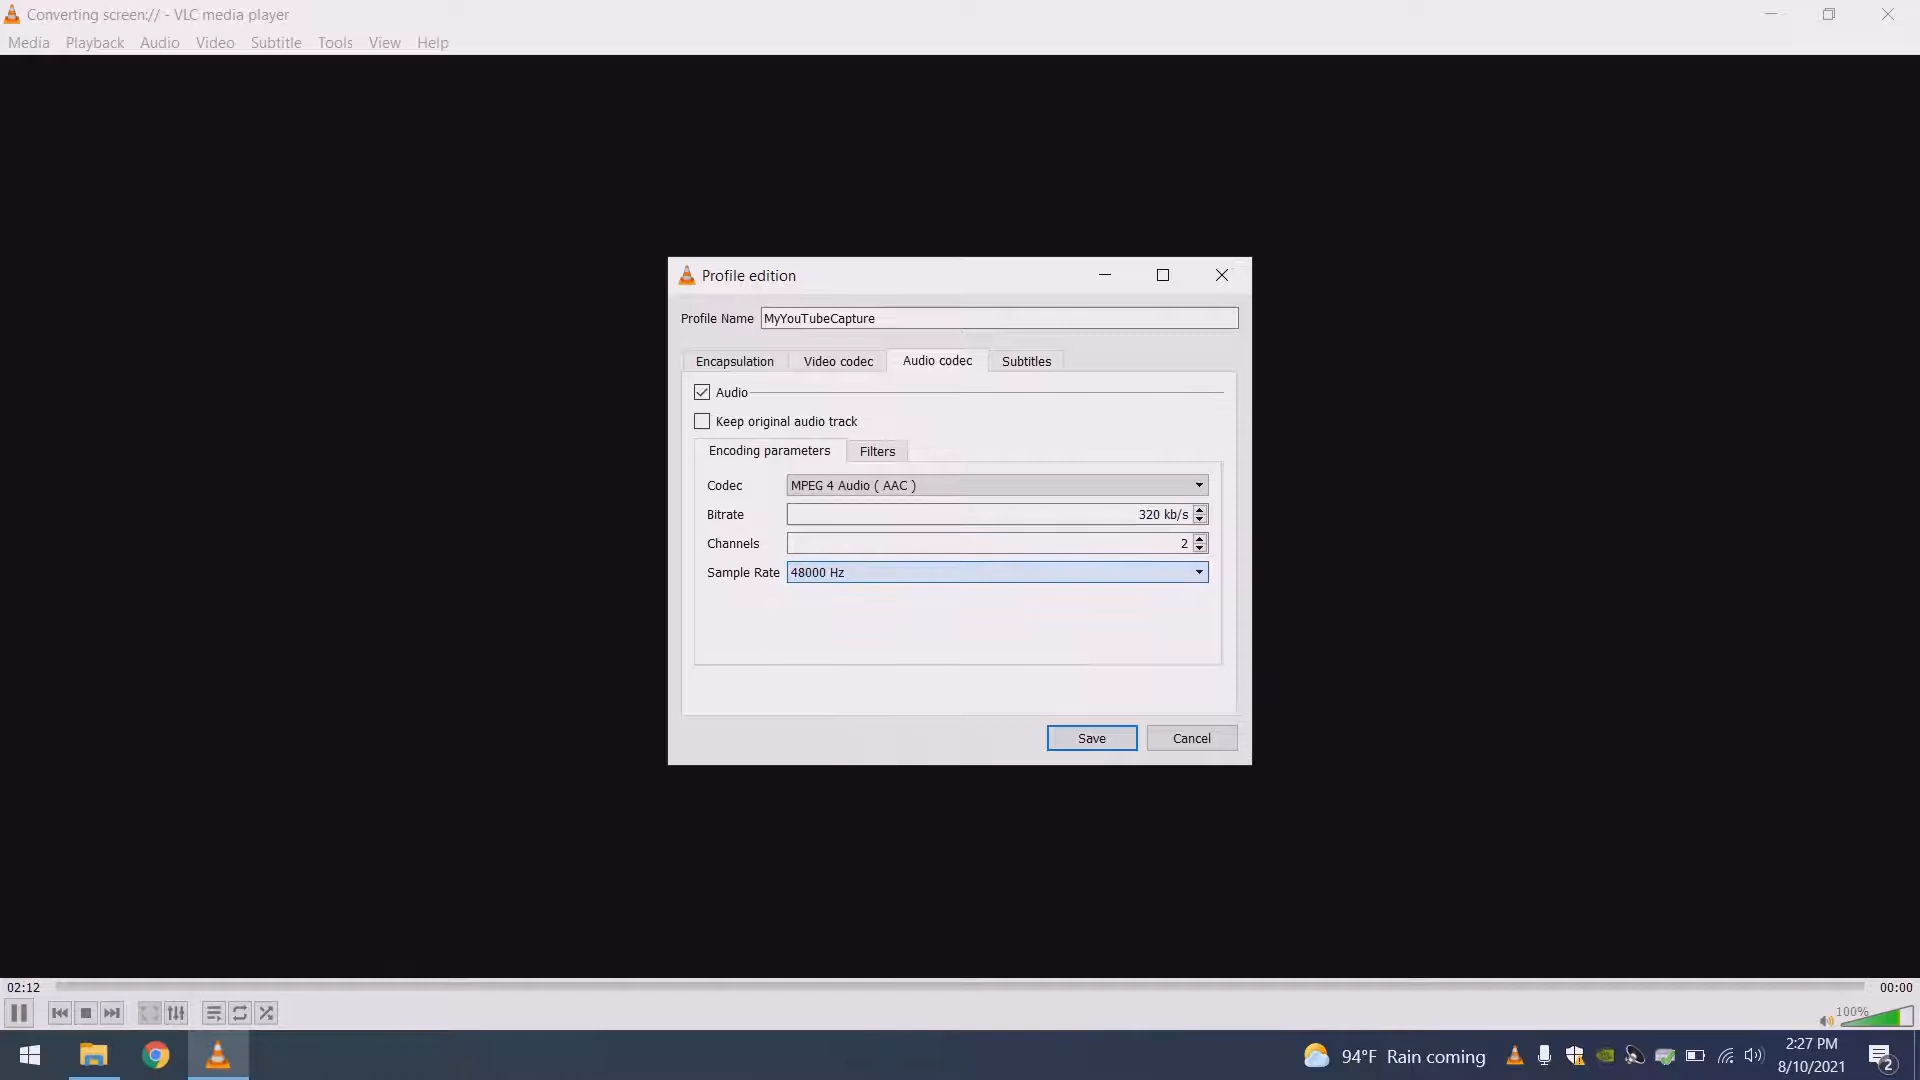 Converting screen:// - VLC media player
Media Playback Audio Video Subtitle Tools View Help
Profile edition
Profile Name MyYouTubeCapture
Encapsulation Video codec Audio codec Subtitles
Audio
Keep original audio track
Encoding parameters Filters
Codec MPEG 4 Audio ( AAC )
Bitrate 320 kb/s
Channels 2
Sample Rate 48000 Hz
Save Cancel
02:12 00:00
100%
94°F Rain coming
2:27 PM
8/10/2021
2